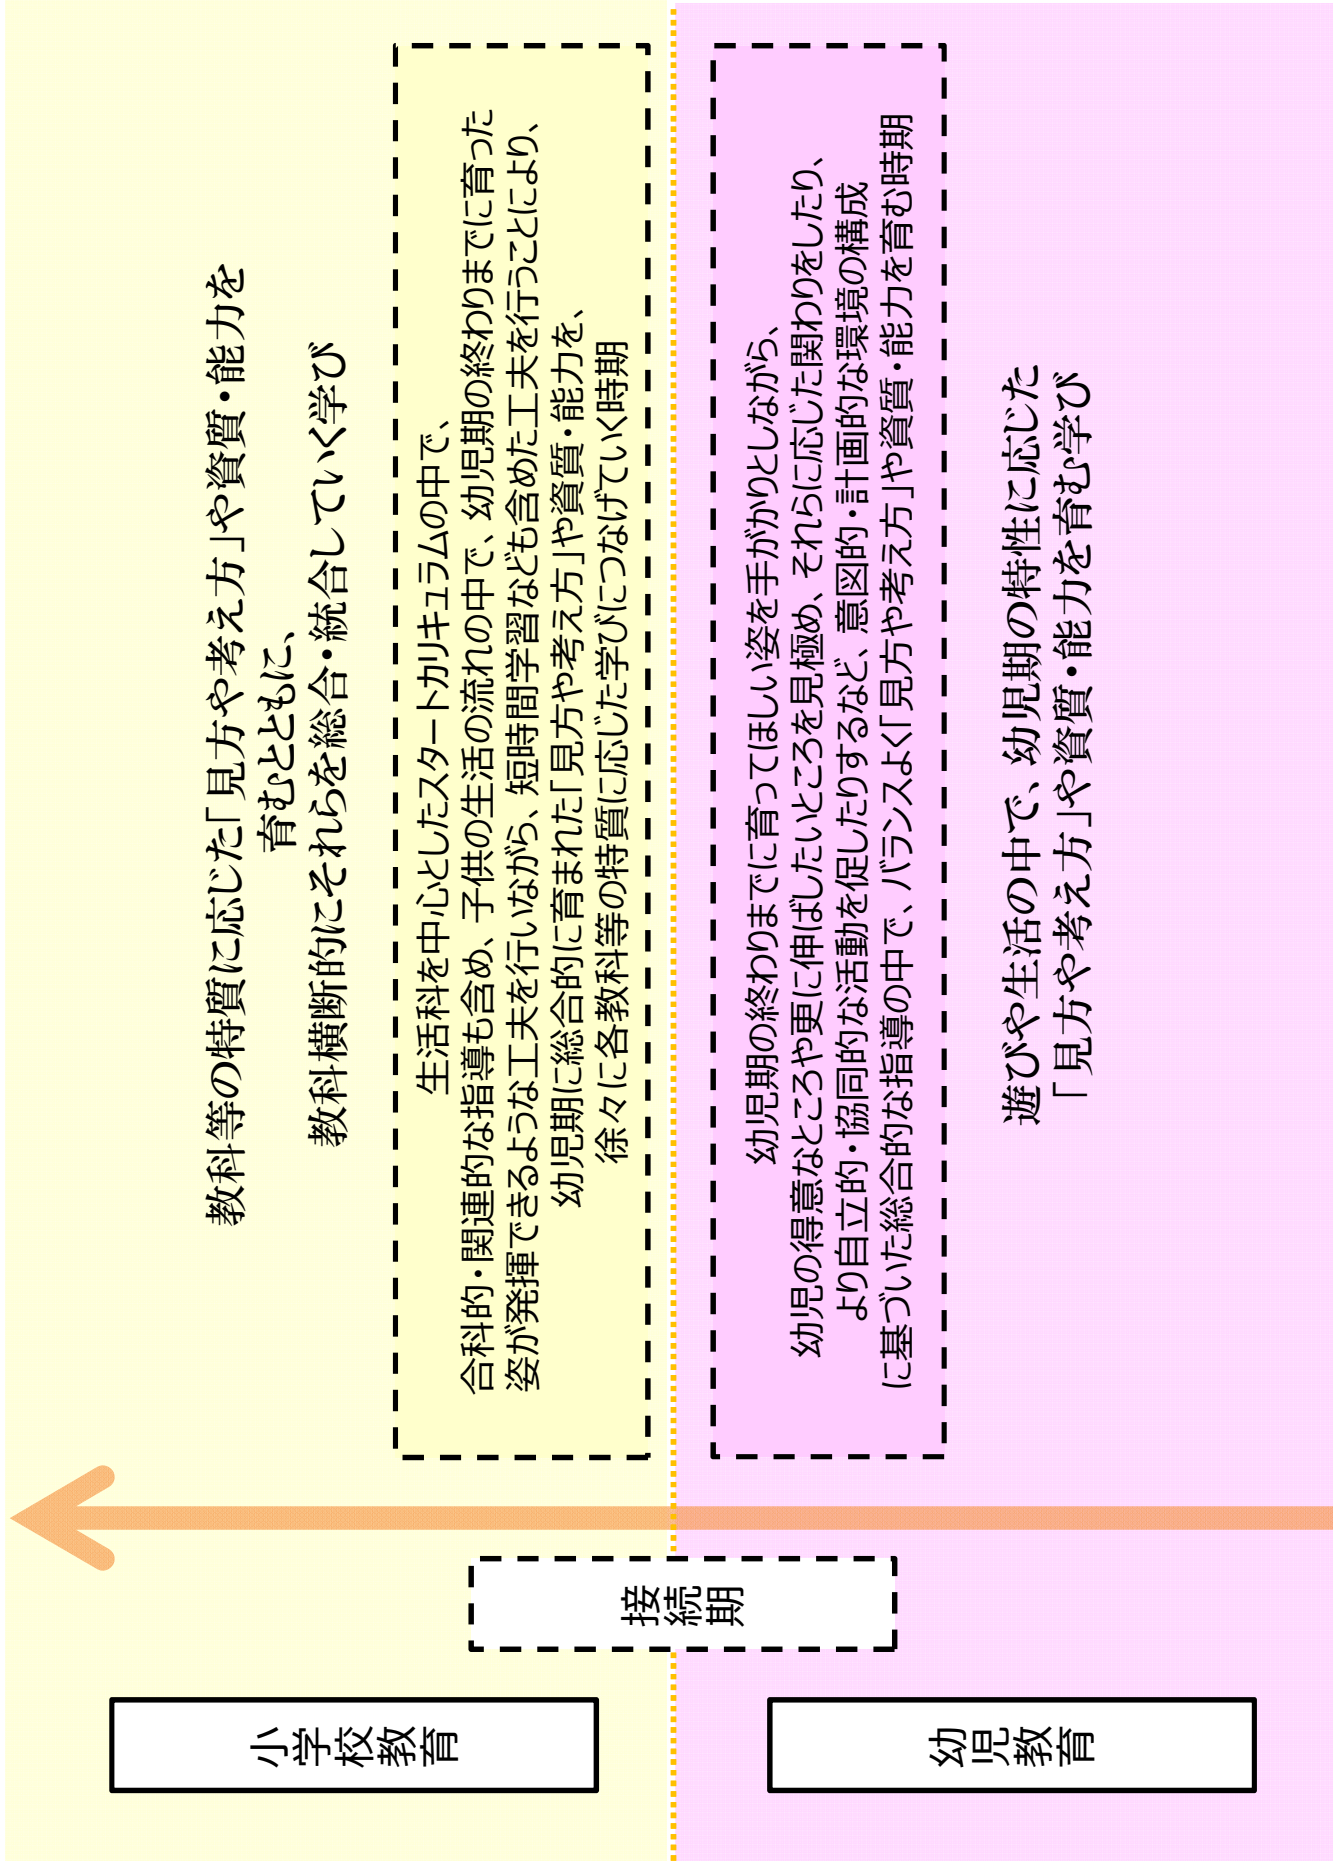 小学校教育
教科等の特質に応じた「見方や考え方」や資質・能力を
育むとともに、
教科横断的にそれらを総合・統合していく学び
生活科を中心としたスタートカリキュラムの中で、
合科的・関連的な指導も含め、子供の生活の流れの中で、幼児期の終わりまでに育った
姿が発揮できるような工夫を行いながら、短時間学習なども含めた工夫を行うことにより、
幼児期に総合的に育まれた「見方や考え方」や資質・能力を、
徐々に各教科等の特質に応じた学びにつなげていく時期
接続期
幼児期の終わりまでに育ってほしい姿を手がかりとしながら、
幼児の得意なところや更に伸ばしたいところを見極め、それらに応じた関わりをしたり、
より自立的・協同的な活動を促したりするなど、意図的・計画的な環境の構成
に基づいた総合的な指導の中で、バランスよく「見方や考え方」や資質・能力を育む時期
幼児教育
遊びや生活の中で、幼児期の特性に応じた
「見方や考え方」や資質・能力を育む学び